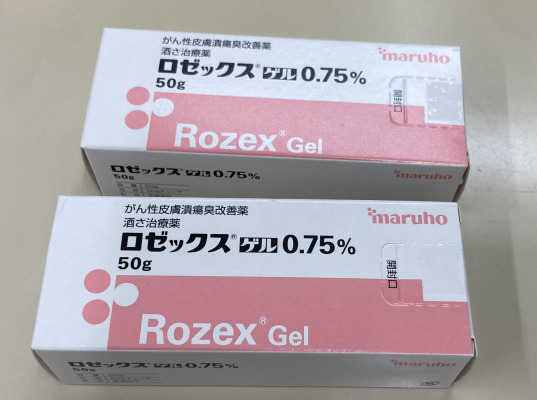 がん性皮膚潰瘍臭改善薬
酒さ治療薬
ロゼックス®ゲル0.75%
50g
maruho
開封口
Rozex® Gel
ロゼックス®ゲル0.75%
50g
maruho
がん性皮膚潰瘍臭改善薬
酒さ治療薬
ロゼックス®ゲル0.75%
50g
maruho
開封口
Rozex® Gel
ロゼックス®ゲル0.75%
50g
maruho